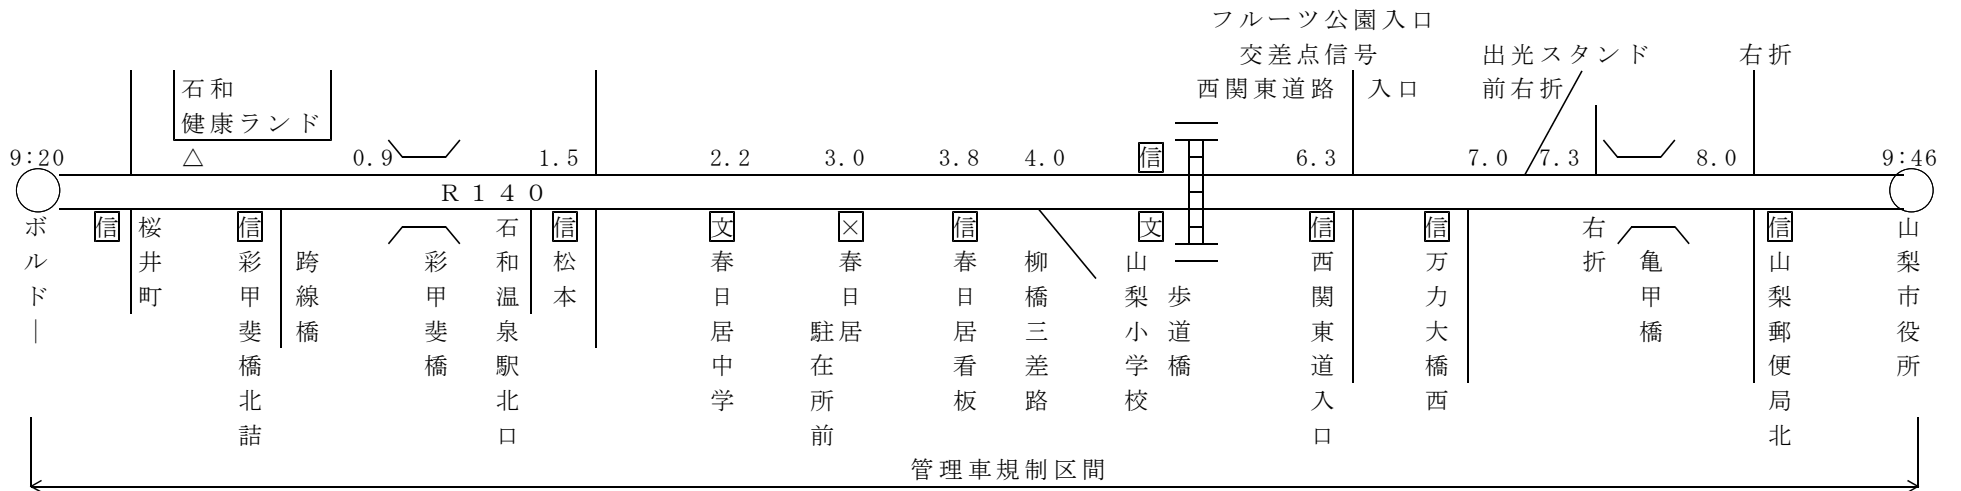 フルーツ公園入口
交差点信号
西関東道路 入口
出光スタンド
前右折
右折
石和
健康ランド
9:20
△
0.9
1.5
2.2
3.0
3.8
4.0
信
6.3
7.0
7.3
8.0
9:46
R140
信
信
信
文
×
信
文
信
信
信
ボルドー
桜井町
彩甲斐橋北詰
跨線橋
彩甲斐橋
石和温泉駅北口
松本
春日居中学
春日居
駐在所前
春日居看板
柳橋三差路
山梨小学校
歩道橋
西関東道入口
万力大橋西
右折
亀甲橋
山梨郵便局北
山梨市役所
管理車規制区間